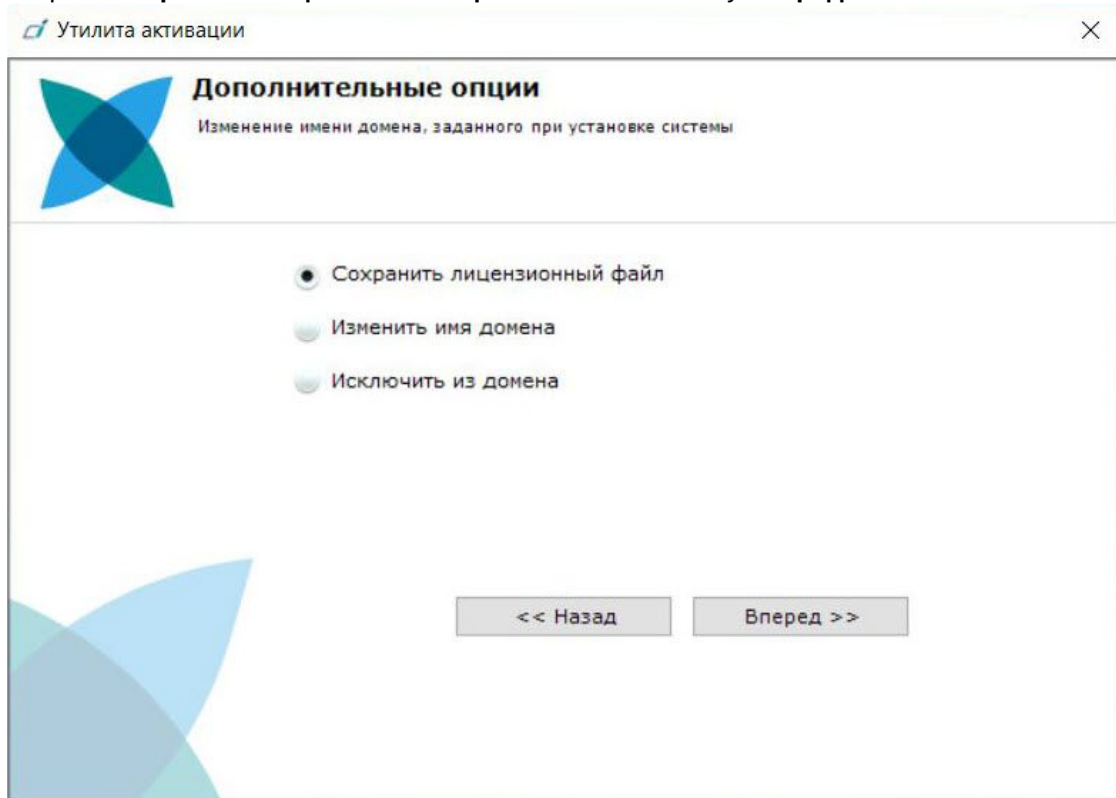 Утилита активации
Дополнительные опции
Изменение имени домена, заданного при установке системы
Сохранить лицензионный файл
Изменить имя домена
Исключить из домена
<< Назад
Вперед >>